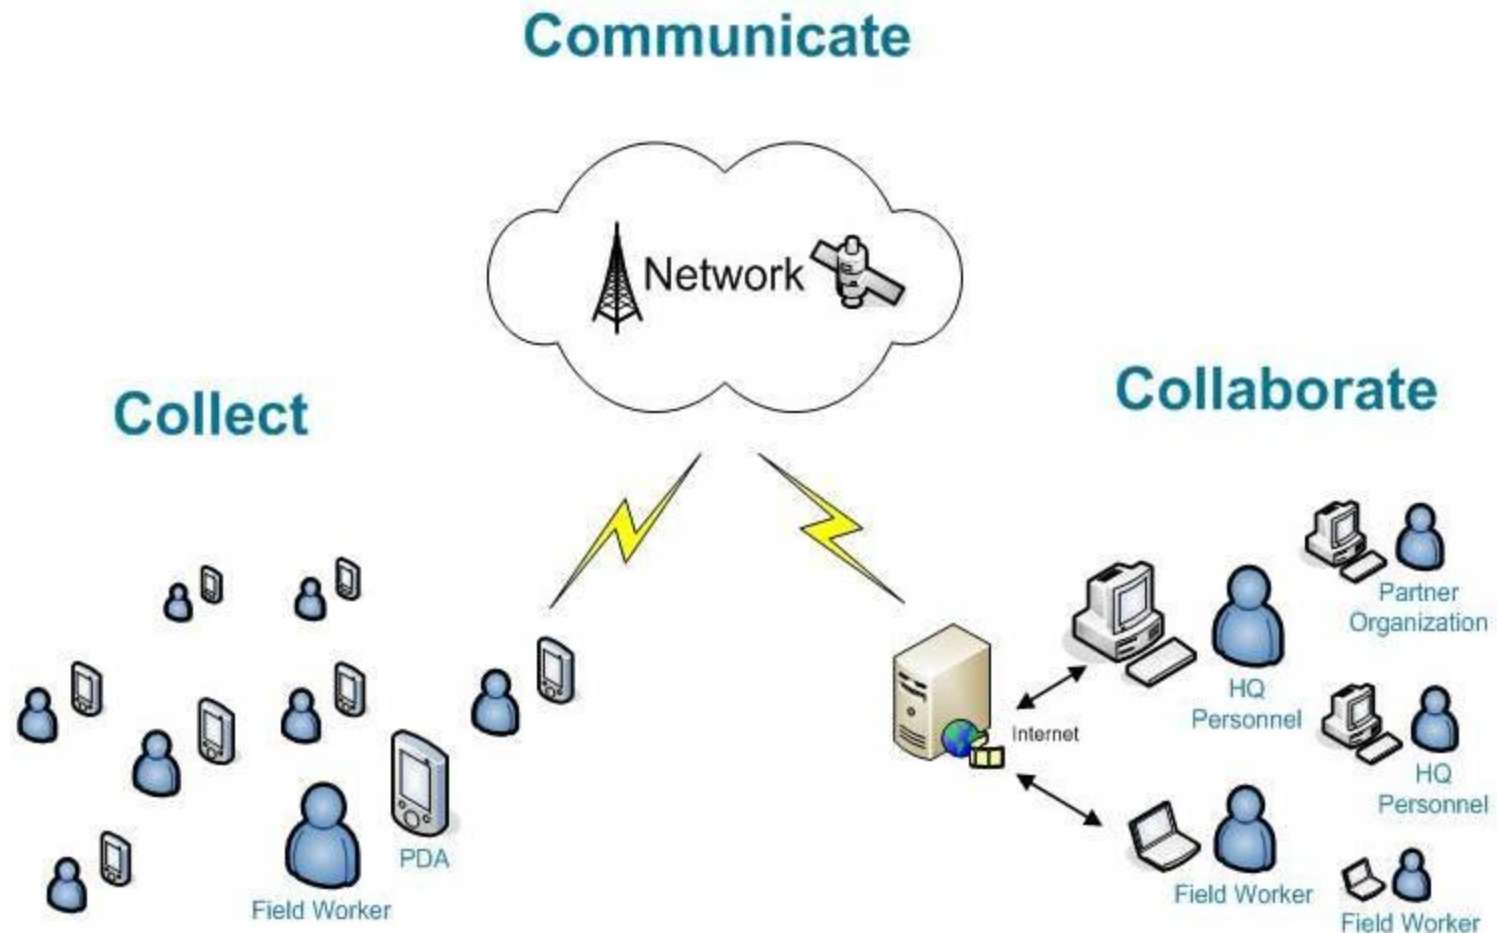 Communicate
Network
Collect
Collaborate
Partner
Organization
HQ
Personnel
Internet
HQ
Personnel
PDA
Field Worker
Field Worker
Field Worker